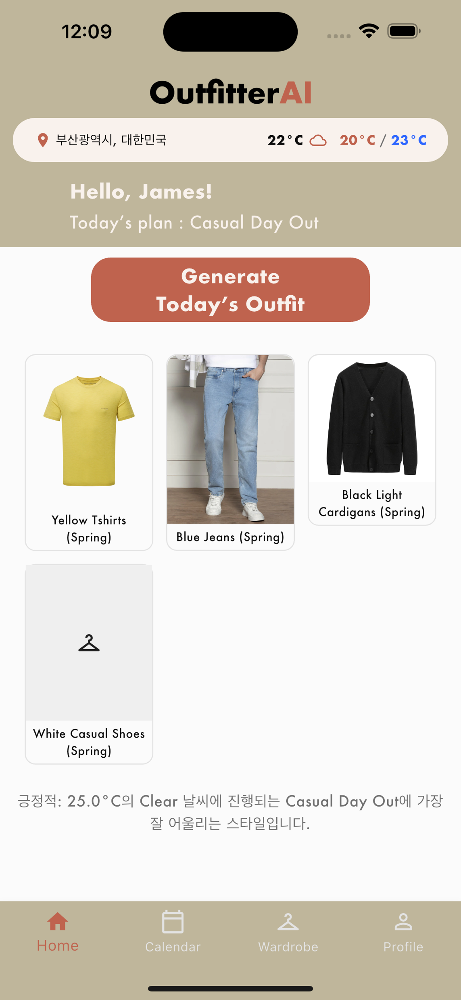 12:09
OutfitterAI
부산광역시, 대한민국 22°C 20°C / 23°C
Hello, James!
Today’s plan : Casual Day Out
Generate
Today’s Outfit
Yellow Tshirts
(Spring)
Blue Jeans (Spring)
Black Light
Cardigans (Spring)
White Casual Shoes
(Spring)
긍정적: 25.0°C의 Clear 날씨에 진행되는 Casual Day Out에 가장
잘 어울리는 스타일입니다.
Home Calendar Wardrobe Profile